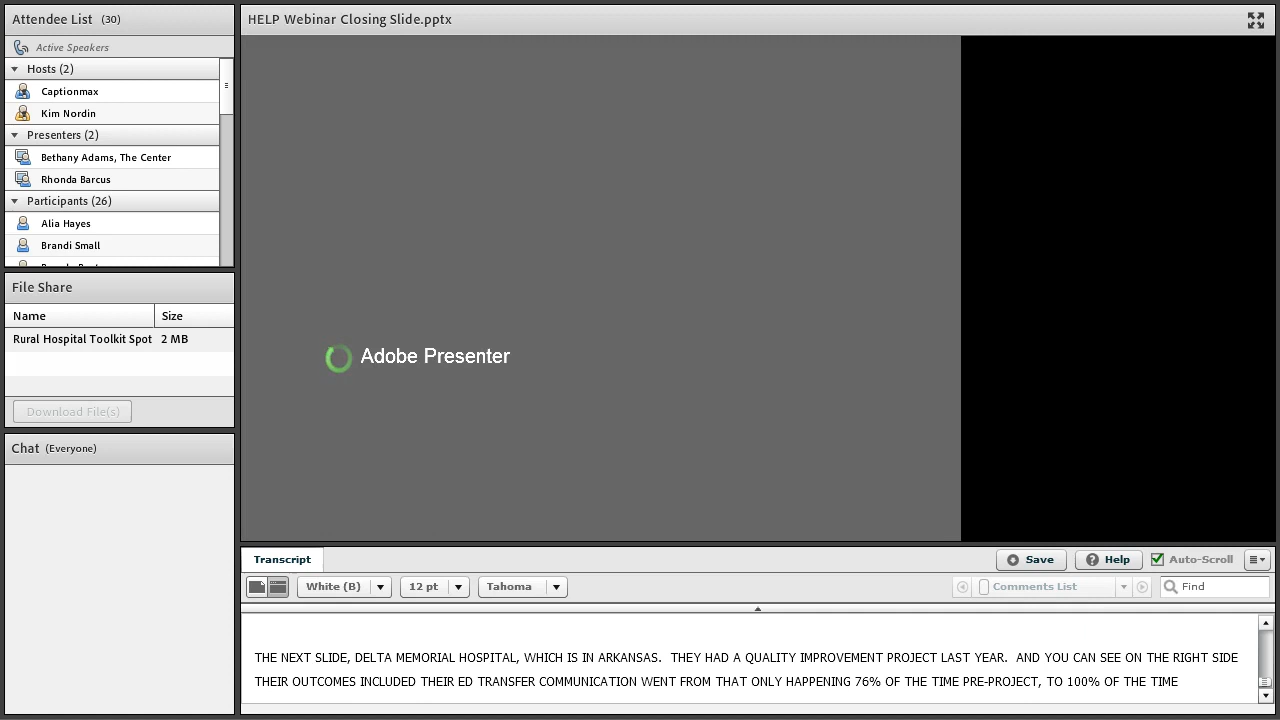 Attendee List (30)
Active Speakers
Hosts (2)
Captionmax
Kim Nordin
Presenters (2)
Bethany Adams, The Center
Rhonda Barcus
Participants (26)
Alia Hayes
Brandi Small
File Share
Name Size
Rural Hospital Toolkit Spot 2 MB
Download File(s)
Chat (Everyone)
HELP Webinar Closing Slide.pptx
Adobe Presenter
Transcript Save Help Auto-Scroll
White (B) 12 pt Tahoma Comments List Find
THE NEXT SLIDE, DELTA MEMORIAL HOSPITAL, WHICH IS IN ARKANSAS. THEY HAD A QUALITY IMPROVEMENT PROJECT LAST YEAR. AND YOU CAN SEE ON THE RIGHT SIDE
THEIR OUTCOMES INCLUDED THEIR ED TRANSFER COMMUNICATION WENT FROM THAT ONLY HAPPENING 76% OF THE TIME PRE-PROJECT, TO 100% OF THE TIME